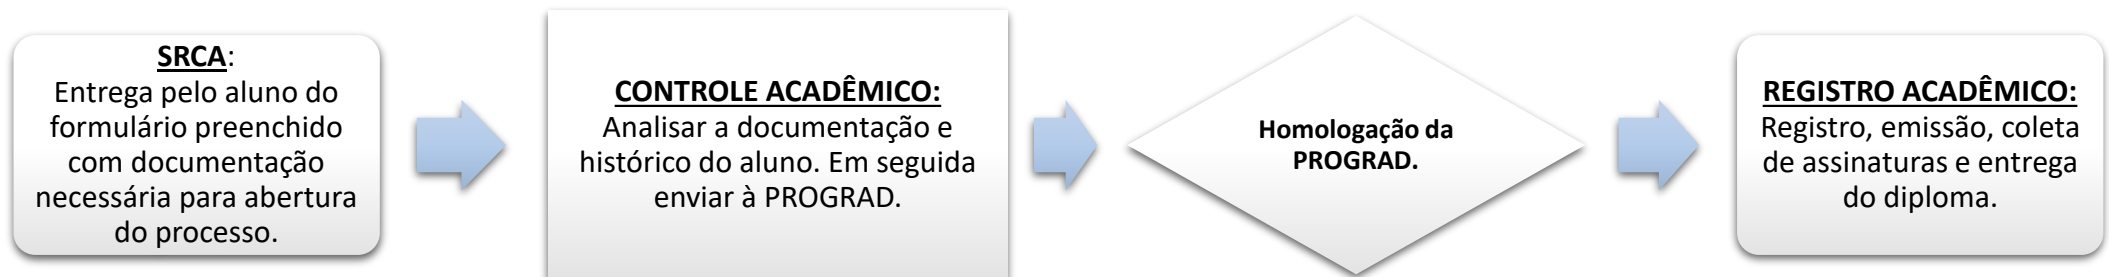 SRCA:
Entrega pelo aluno do
formulário preenchido
com documentação
necessária para abertura
do processo.
CONTROLE ACADÊMICO:
Analisar a documentação e
histórico do aluno. Em seguida
enviar à PROGRAD.
Homologação da
PROGRAD.
REGISTRO ACADÊMICO:
Registro, emissão, coleta
de assinaturas e entrega
do diploma.